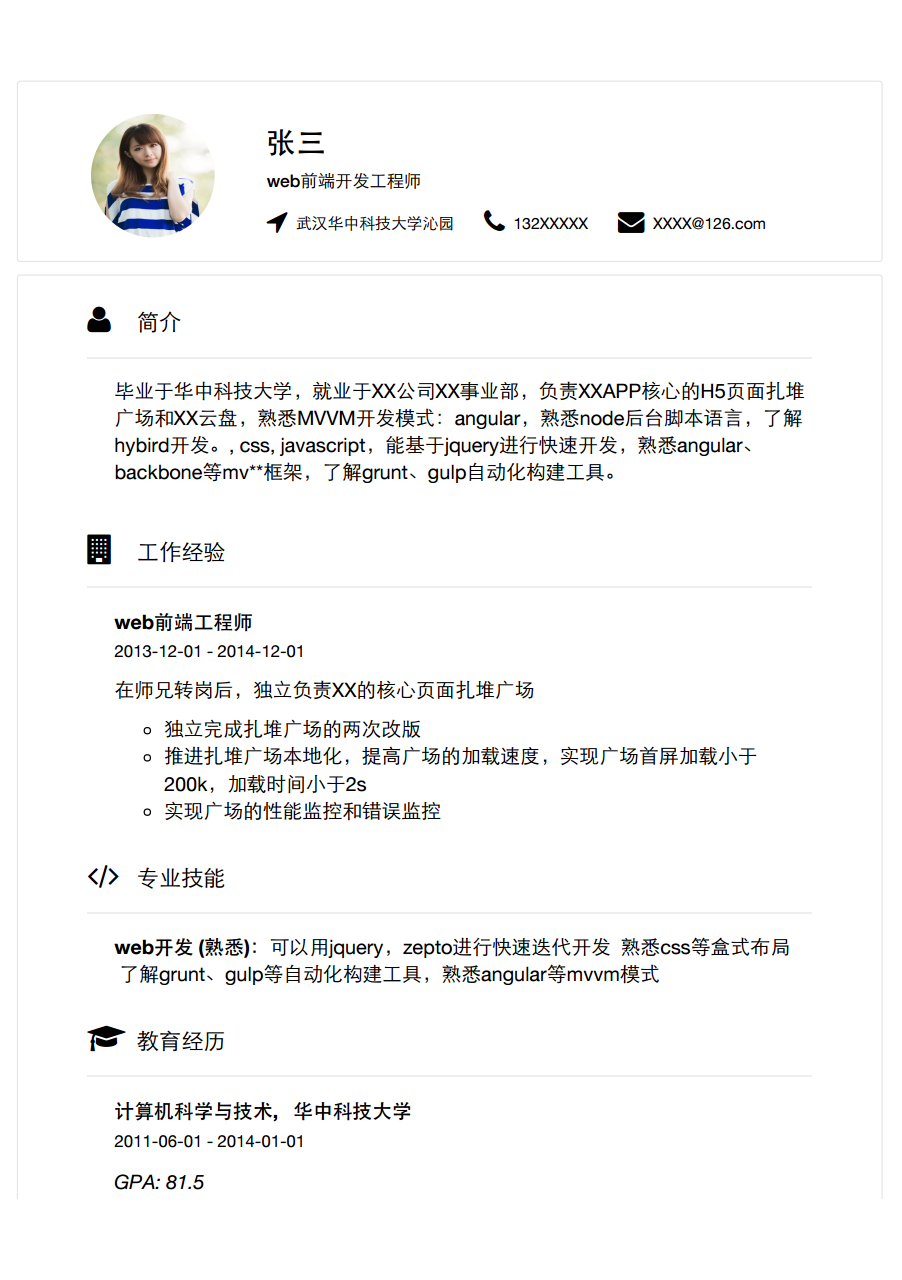 张三
web前端开发工程师
武汉华中科技大学沁园 132XXXXX XXXX@126.com
简介
毕业于华中科技大学，就业于XX公司XX事业部，负责XXAPP核心的H5页面扎堆
广场和XX云盘，熟悉MVVM开发模式：angular，熟悉node后台脚本语言，了解
hybird开发。, css, javascript，能基于jquery进行快速开发，熟悉angular、
backbone等mv**框架，了解grunt、gulp自动化构建工具。
工作经验
web前端工程师
2013-12-01 - 2014-12-01
在师兄转岗后，独立负责XX的核心页面扎堆广场
独立完成扎堆广场的两次改版
推进扎堆广场本地化，提高广场的加载速度，实现广场首屏加载小于
200k，加载时间小于2s
实现广场的性能监控和错误监控
专业技能
web开发 (熟悉)：可以用jquery，zepto进行快速迭代开发 熟悉css等盒式布局
了解grunt、gulp等自动化构建工具，熟悉angular等mvvm模式
教育经历
计算机科学与技术，华中科技大学
2011-06-01 - 2014-01-01
GPA: 81.5